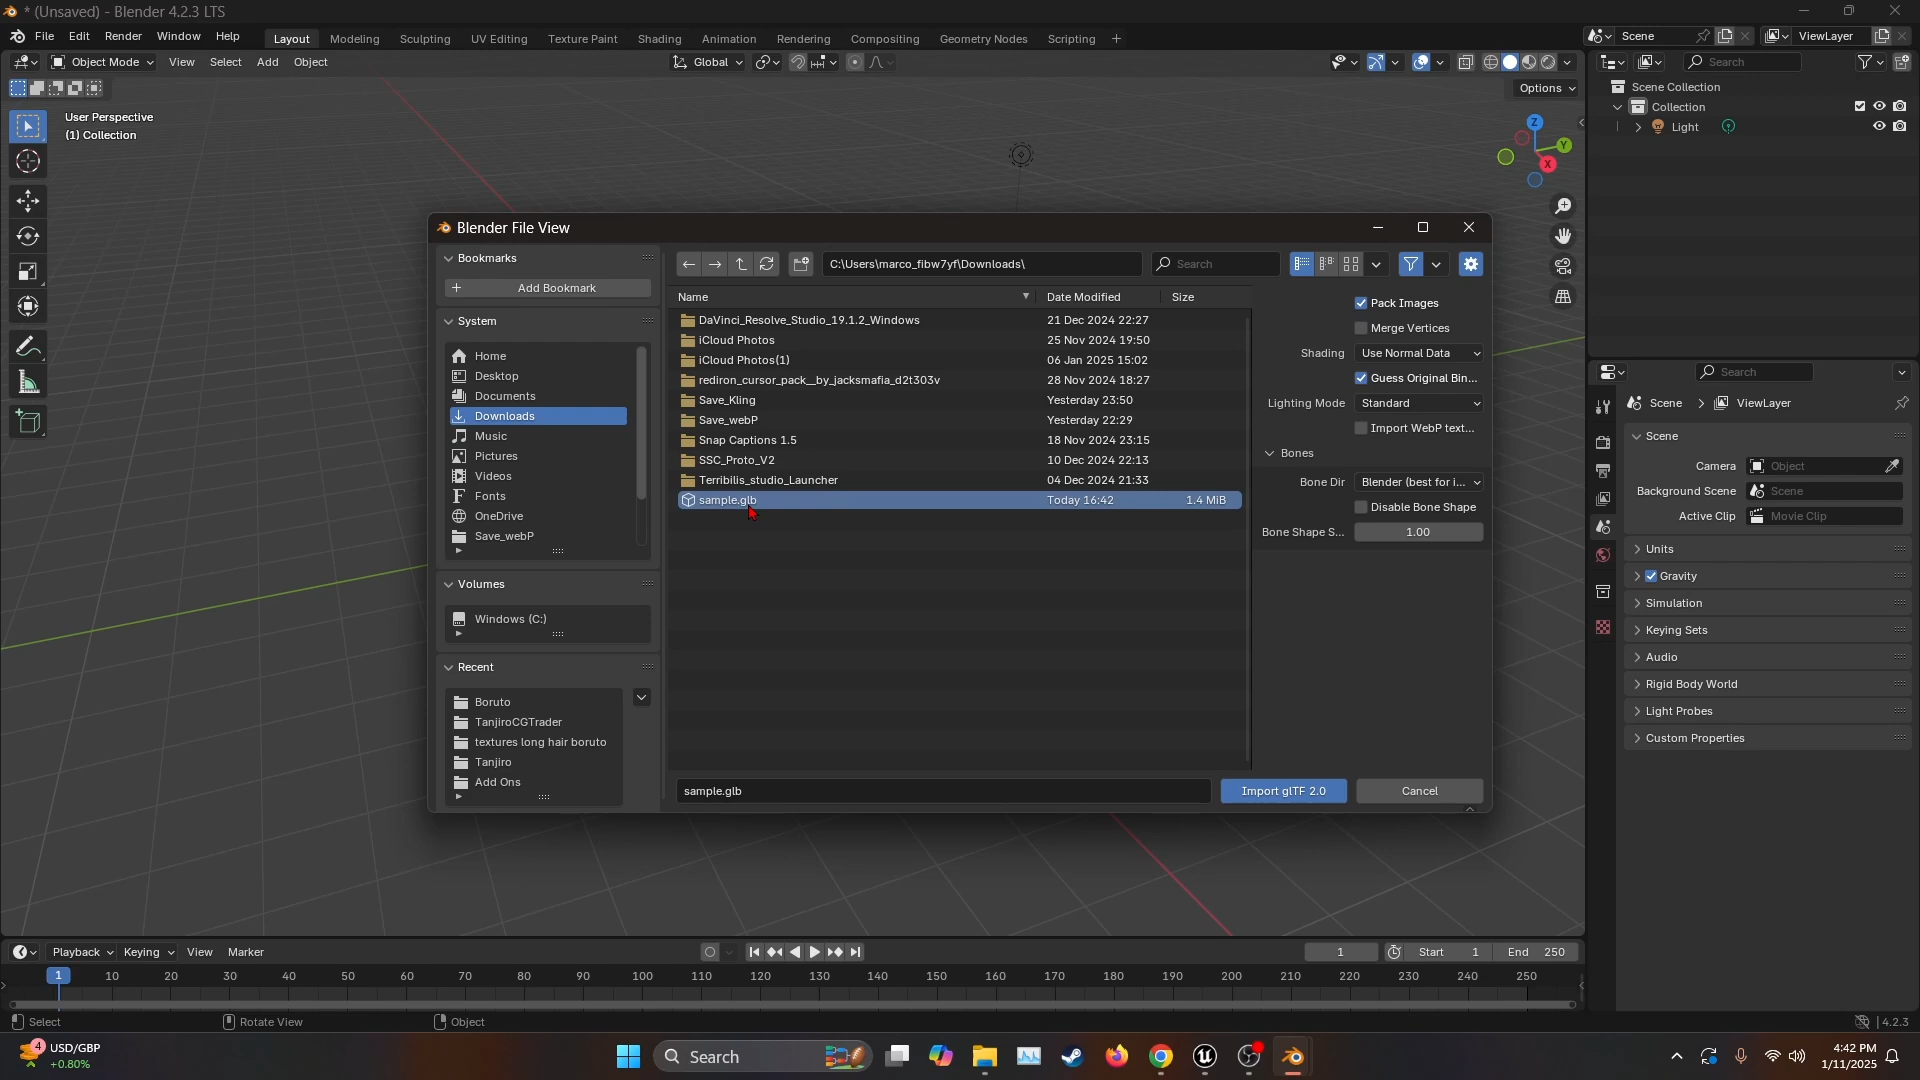 * (Unsaved) - Blender 4.2.3 LTS
File Edit Render Window Help Layout Modeling Sculpting UV Editing Texture Paint Shading Animation Rendering Compositing Geometry Nodes Scripting + Scene ViewLayer
Object Mode View Select Add Object Global Search
Options
User Perspective
(1) Collection
Z
Y
X
Scene Collection
Collection
Light
Blender File View
Bookmarks
Add Bookmark
System
Home
Desktop
Documents
Downloads
Music
Pictures
Videos
Fonts
OneDrive
Save_webP
Volumes
Windows (C:)
Recent
Boruto
TanjiroCGTrader
textures long hair boruto
Tanjiro
Add Ons
C:\Users\marco_fibw7yf\Downloads\ Search
Name Date Modified Size
DaVinci_Resolve_Studio_19.1.2_Windows 21 Dec 2024 22:27
iCloud Photos 25 Nov 2024 19:50
iCloud Photos(1) 06 Jan 2025 15:02
rediron_cursor_pack__by_jacksmafia_d2t303v 28 Nov 2024 18:27
Save_Kling Yesterday 23:50
Save_webP Yesterday 22:29
Snap Captions 1.5 18 Nov 2024 23:15
SSC_Proto_V2 10 Dec 2024 22:13
Terribilis_studio_Launcher 04 Dec 2024 21:33
sample.glb Today 16:42 1.4 MiB
sample.glb Import glTF 2.0 Cancel
Pack Images
Merge Vertices
Shading Use Normal Data
Guess Original Bin...
Lighting Mode Standard
Import WebP text...
Bones
Bone Dir Blender (best for i...
Disable Bone Shape
Bone Shape S... 1.00
Search
Scene > ViewLayer
Scene
Camera Object
Background Scene Scene
Active Clip Movie Clip
Units
Gravity
Simulation
Keying Sets
Audio
Rigid Body World
Light Probes
Custom Properties
Playback Keying View Marker 1 Start 1 End 250
1 10 20 30 40 50 60 70 80 90 100 110 120 130 140 150 160 170 180 190 200 210 220 230 240 250
Select Rotate View Object 4.2.3
4 USD/GBP
+0.80%
Search
4:42 PM
1/11/2025